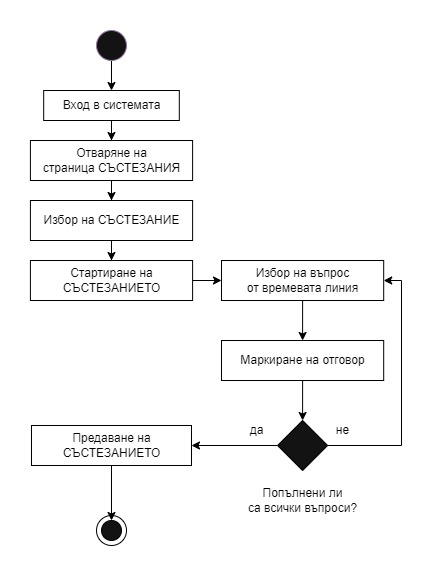 Вход в системата
Отваряне на
страница СЪСТЕЗАНИЯ
Избор на СЪСТЕЗАНИЕ
Стартиране на
СЪСТЕЗАНИЕТО
Избор на въпрос
от времевата линия
Маркиране на отговор
да
не
Предаване на
СЪСТЕЗАНИЕТО
Попълнени ли
са всички въпроси?